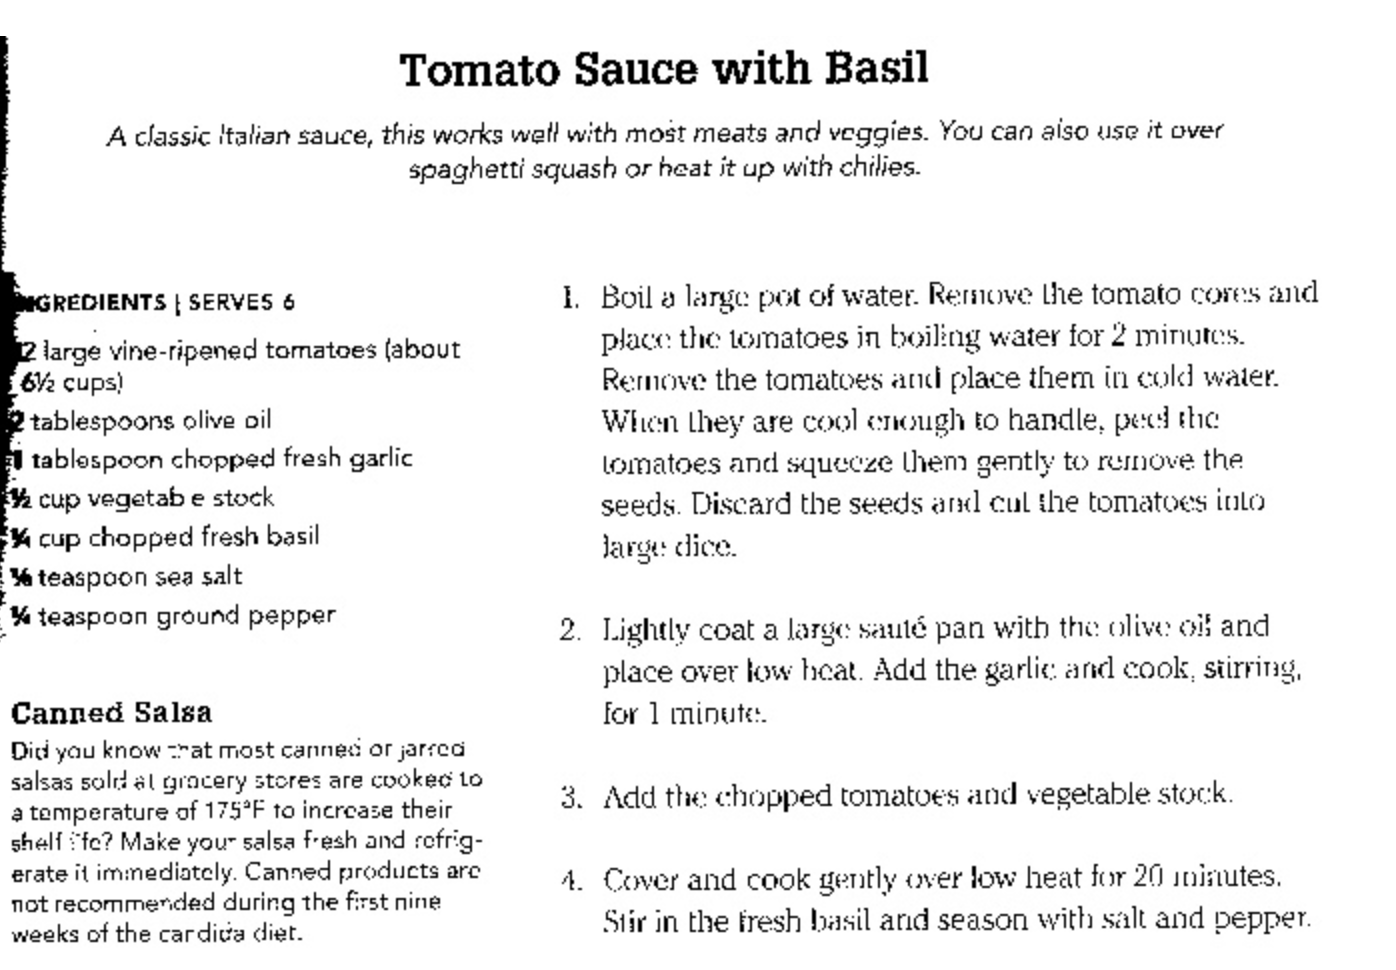 Tomato Sauce with Basil
A classic Italian sauce, this works well with most meats and veggies. You can also use it over
spaghetti squash or heat it up with chilies.
INGREDIENTS | SERVES 6
12 large vine-ripened tomatoes (about
6½ cups)
2 tablespoons olive oil
1 tablespoon chopped fresh garlic
½ cup vegetable stock
¼ cup chopped fresh basil
teaspoon sea salt
¼ teaspoon ground pepper
Canned Salsa
Did you know that most canned or jarred
salsas sold at grocery stores are cooked to
a temperature of 175°F to increase their
shelf life? Make your salsa fresh and refrig-
erate it immediately. Canned products are
not recommended during the first nine
weeks of the candida diet.
1. Boil a large pot of water. Remove the tomato cores and
place the tomatoes in boiling water for 2 minutes.
Remove the tomatoes and place them in cold water.
When they are cool enough to handle, peel the
tomatoes and squeeze them gently to remove the
seeds. Discard the seeds and cut the tomatoes into
large dice.
2. Lightly coat a large sauté pan with the olive oil and
place over low heat. Add the garlic and cook, stirring,
for 1 minute.
3. Add the chopped tomatoes and vegetable stock.
4. Cover and cook gently over low heat for 20 minutes.
Stir in the fresh basil and season with salt and pepper.